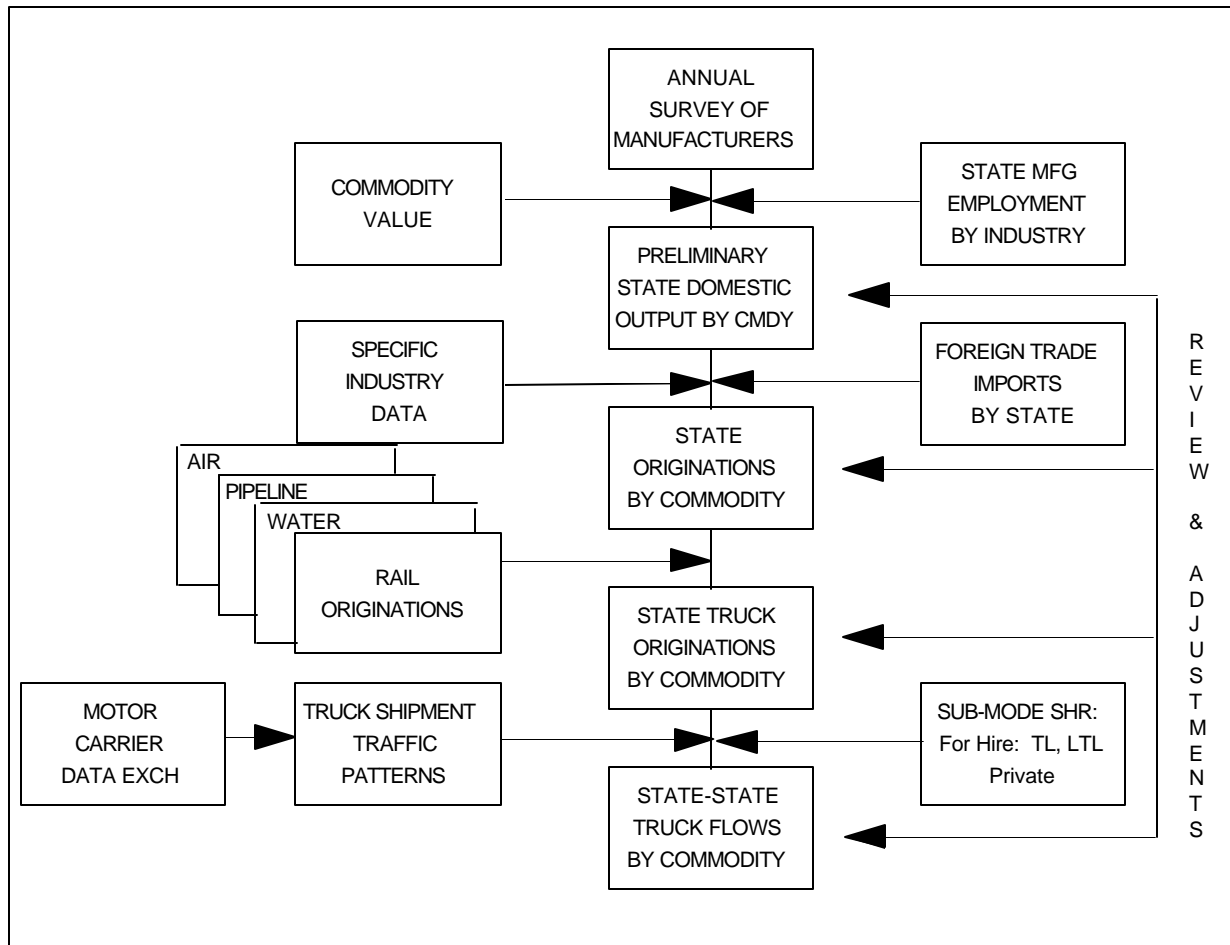 ANNUAL
SURVEY OF
MANUFACTURERS
COMMODITY
VALUE
STATE MFG
EMPLOYMENT
BY INDUSTRY
PRELIMINARY
STATE DOMESTIC
OUTPUT BY CMDY
SPECIFIC
INDUSTRY
DATA
FOREIGN TRADE
IMPORTS
BY STATE
STATE
ORIGINATIONS
BY COMMODITY
AIR
PIPELINE
WATER
RAIL
ORIGINATIONS
STATE TRUCK
ORIGINATIONS
BY COMMODITY
MOTOR
CARRIER
DATA EXCH
TRUCK SHIPMENT
TRAFFIC
PATTERNS
SUB-MODE SHR:
For Hire: TL, LTL
Private
STATE-STATE
TRUCK FLOWS
BY COMMODITY
REVIEW & ADJUSTMENTS